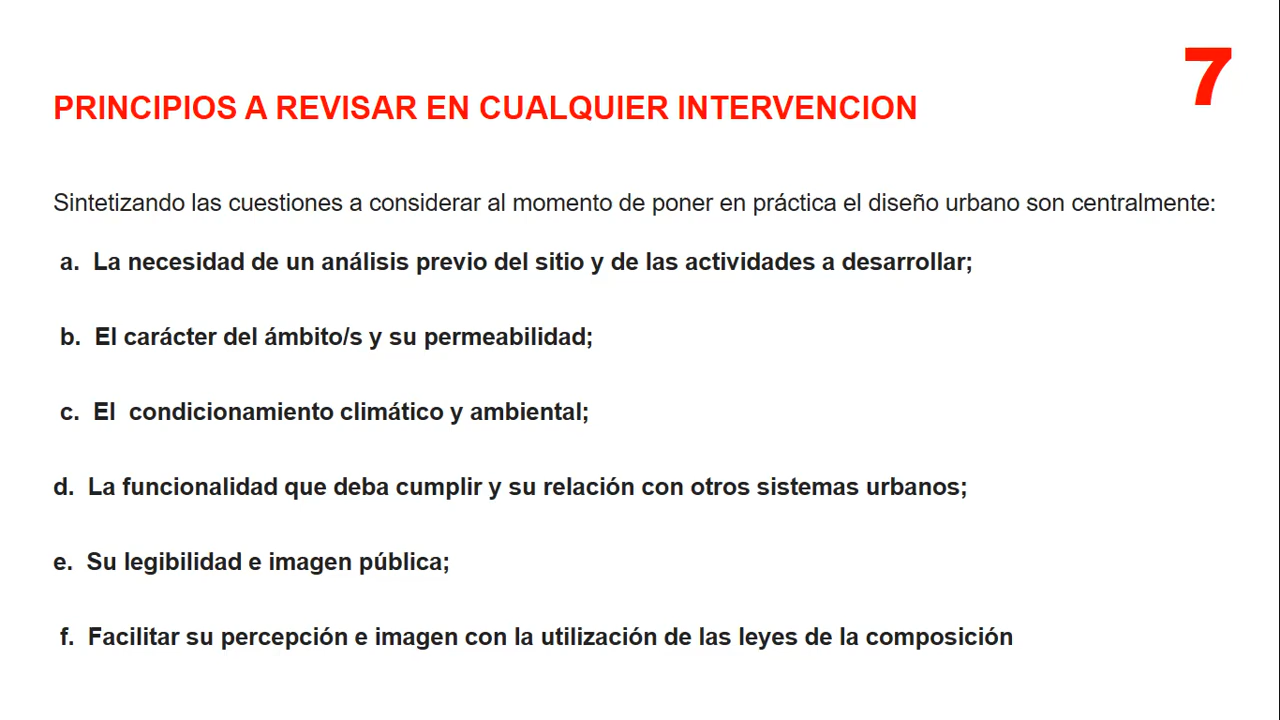 7
PRINCIPIOS A REVISAR EN CUALQUIER INTERVENCION
Sintetizando las cuestiones a considerar al momento de poner en práctica el diseño urbano son centralmente:
a. La necesidad de un análisis previo del sitio y de las actividades a desarrollar;
b. El carácter del ámbito/s y su permeabilidad;
c. El condicionamiento climático y ambiental;
d. La funcionalidad que deba cumplir y su relación con otros sistemas urbanos;
e. Su legibilidad e imagen pública;
f. Facilitar su percepción e imagen con la utilización de las leyes de la composición